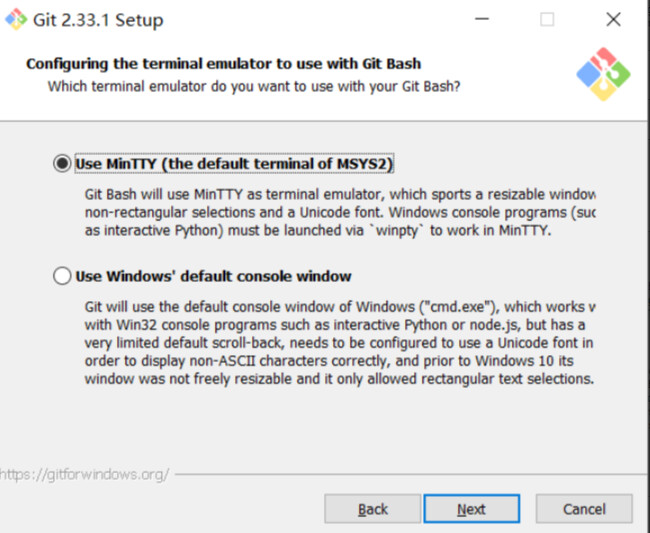 Git 2.33.1 Setup
Configuring the terminal emulator to use with Git Bash
Which terminal emulator do you want to use with your Git Bash?
Use MinTTY (the default terminal of MSYS2)
Git Bash will use MinTTY as terminal emulator, which sports a resizable window
non-rectangular selections and a Unicode font. Windows console programs (suc
as interactive Python) must be launched via `winpty` to work in MinTTY.
Use Windows' default console window
Git will use the default console window of Windows ("cmd.exe"), which works
with Win32 console programs such as interactive Python or node.js, but has a
very limited default scroll-back, needs to be configured to use a Unicode font in
order to display non-ASCII characters correctly, and prior to Windows 10 its
window was not freely resizable and it only allowed rectangular text selections.
https://gitforwindows.org/
Back
Next
Cancel